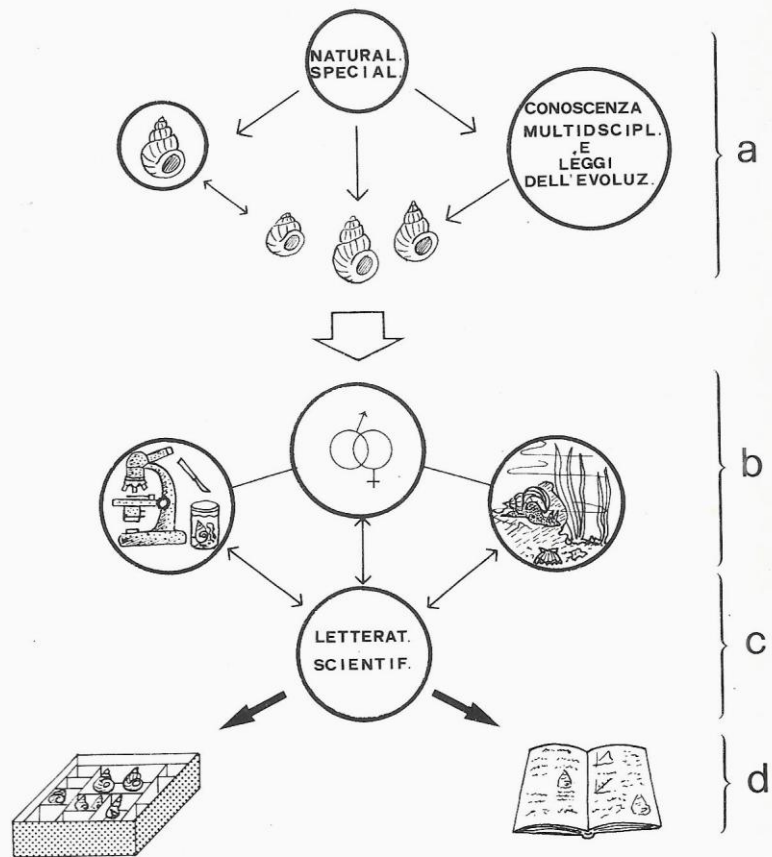 NATURAL.
SPECIAL.
CONOSCENZA
MULTIDSCIPL.
E
LEGGI
DELL'EVOLUZ.
a
b
LETTERAT.
SCIENTIF.
c
d